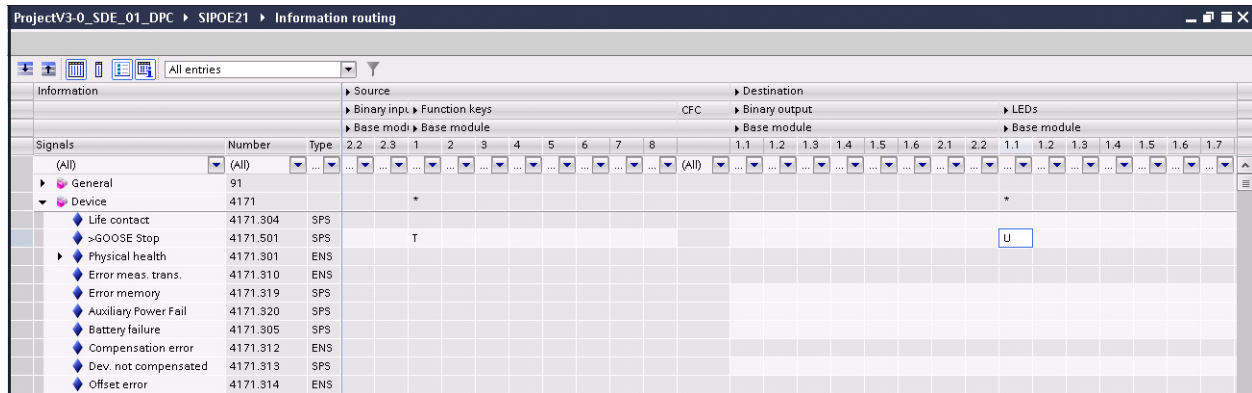 ProjectV3-0_SDE_01_DPC ▸ SIPOE21 ▸ Information routing
All entries
Information Source Destination
Binary inpu Function keys CFC Binary output LEDs
Base modu Base module Base module Base module
Signals Number Type 2.2 2.3 1 2 3 4 5 6 7 8 1.1 1.2 1.3 1.4 1.5 1.6 2.1 2.2 1.1 1.2 1.3 1.4 1.5 1.6 1.7
(All) (All) ... ... ... ... ... ... ... ... ... ... ... (All) ... ... ... ... ... ... ... ... ... ... ... ... ... ... ...
General 91
Device 4171 * *
Life contact 4171.304 SPS
>GOOSE Stop 4171.501 SPS T U
Physical health 4171.301 ENS
Error meas. trans. 4171.310 ENS
Error memory 4171.319 SPS
Auxiliary Power Fail 4171.320 SPS
Battery failure 4171.305 SPS
Compensation error 4171.312 ENS
Dev. not compensated 4171.313 SPS
Offset error 4171.314 ENS